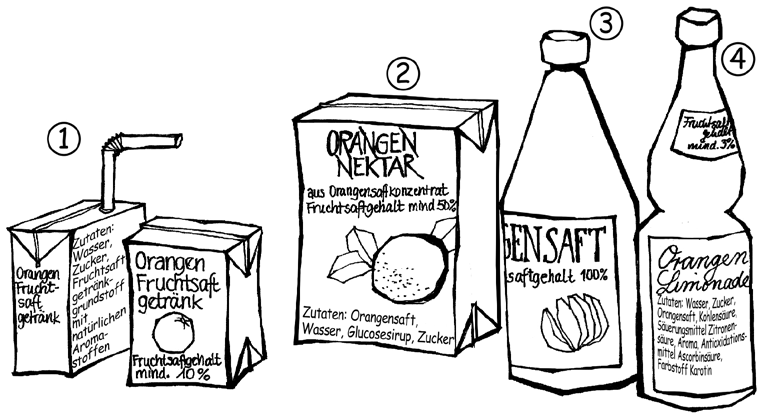 1
Orangen
Frucht-
saft
getränk
Zutaten:
Wasser,
Zucker,
Fruchtsaft
getränk-
grundstoff
mit
natürlichen
Aroma-
stoffen
Orangen
Fruchtsaft
getränk
Fruchtsaftgehalt
mind. 10%
2
ORANGEN
NEKTAR
aus Orangensaftkonzentrat
Fruchtsaftgehalt mind 50%
Zutaten: Orangensaft,
Wasser, Glucosesirup, Zucker
3
GENSAFT
saftgehalt 100%
4
Fruchtsaft
mind. 3%
Orangen
Limonade
Zutaten: Wasser, Zucker,
Orangensaft, Kohlensäure,
Säuerungsmittel Zitronen-
säure, Aroma, Antioxidations-
mittel Ascorbinsäure,
Farbstoff Karotin